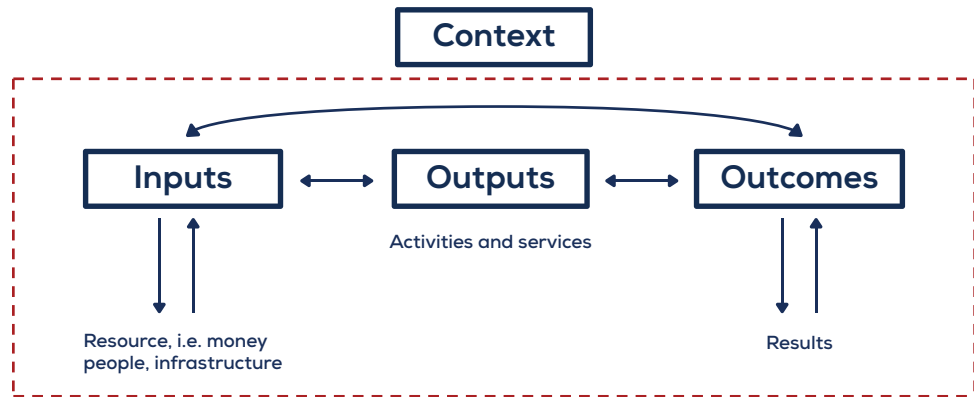 Context
Inputs
Outputs
Outcomes
Activities and services
Resource, i.e. money
people, infrastructure
Results